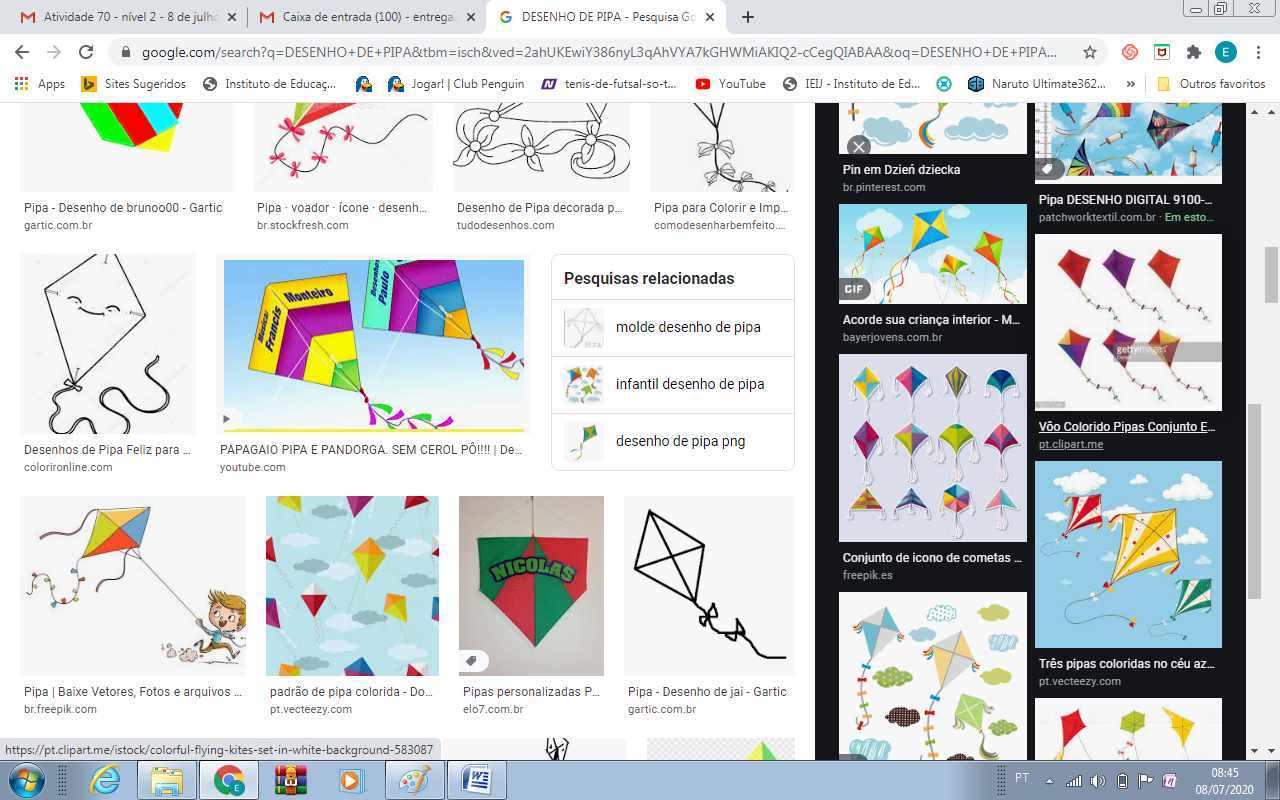 Atividade 70 - nível 2 - 8 de julho
Caixa de entrada (100) - entrega.
DESENHO DE PIPA - Pesquisa Go
google.com/search?q=DESENHO+DE+PIPA&tbm=isch&ved=2ahUKEwiY386nyL3qAhVYA7kGHWMiAKIQ2-cCegQIABAA&oq=DESENHO+DE+PIPA...
E
Apps
Sites Sugeridos
Instituto de Educaç...
Jogar! | Club Penguin
tenis-de-futsal-so-t...
YouTube
IEIJ - Instituto de Ed...
Naruto Ultimate362...
»
Outros favoritos
Pipa - Desenho de brunoo00 - Gartic
gartic.com.br
Pipa · voador · ícone · desenh...
br.stockfresh.com
Desenho de Pipa decorada p...
tudodesenhos.com
Pipa para Colorir e Imp...
comodesenharbemfeito....
Desenhos de Pipa Feliz para ...
colorironline.com
Música:
Francis
Monteiro
Desenhos
Paulo
PAPAGAIO PIPA E PANDORGA. SEM CEROL PÔ!!!! | De...
youtube.com
Pesquisas relacionadas
molde desenho de pipa
PIPA
infantil desenho de pipa
desenho de pipa png
Pipa | Baixe Vetores, Fotos e arquivos ...
br.freepik.com
padrão de pipa colorida - Do...
pt.vecteezy.com
NICOLAS
Pipas personalizadas P...
elo7.com.br
Pipa - Desenho de jai - Gartic
gartic.com.br
Pin em Dzień dziecka
br.pinterest.com
GIF
Acorde sua criança interior - M...
bayerjovens.com.br
Conjunto de icono de cometas ...
freepik.es
Pipa DESENHO DIGITAL 9100-...
patchworktextil.com.br · Em esto...
gettyimages
Vôo Colorido Pipas Conjunto E...
pt.clipart.me
Três pipas coloridas no céu az...
pt.vecteezy.com
https://pt.clipart.me/istock/colorful-flying-kites-set-in-white-background-583087
E
W
PT
08:45
08/07/2020